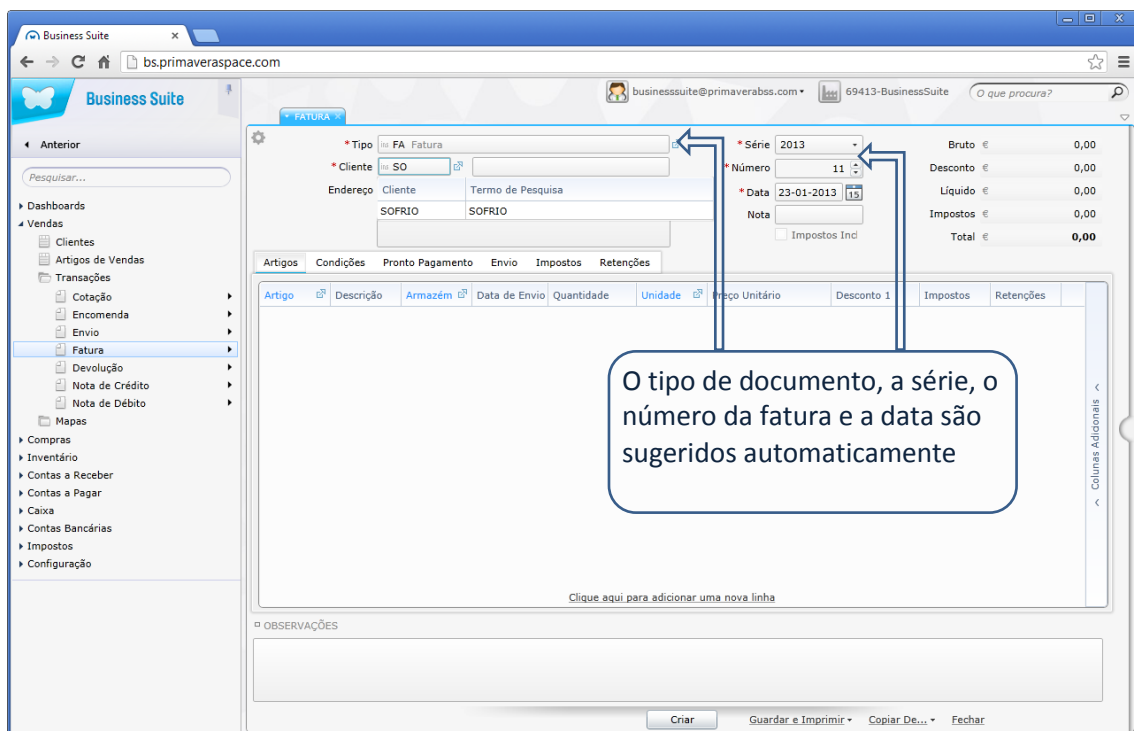 Business Suite
bs.primaveraspace.com
Business Suite
businesssuite@primaverabss.com
69413-BusinessSuite
O que procura?
Anterior
Pesquisar...
Dashboards
Vendas
Clientes
Artigos de Vendas
Transações
Cotação
Encomenda
Envio
Fatura
Devolução
Nota de Crédito
Nota de Débito
Mapas
Compras
Inventário
Contas a Receber
Contas a Pagar
Caixa
Contas Bancárias
Impostos
Configuração
FATURA
* Tipo FA Fatura
* Série 2013
Bruto € 0,00
* Cliente SO
* Número 11
Desconto € 0,00
Endereço Cliente Termo de Pesquisa
* Data 23-01-2013 15
Líquido € 0,00
SOFRIO SOFRIO
Nota
Impostos € 0,00
Impostos Incl
Total € 0,00
Artigos Condições Pronto Pagamento Envio Impostos Retenções
Artigo Descrição Armazém Data de Envio Quantidade Unidade Preço Unitário Desconto 1 Impostos Retenções
O tipo de documento, a série, o
número da fatura e a data são
sugeridos automaticamente
Colunas Adicionais
Clique aqui para adicionar uma nova linha
OBSERVAÇÕES
Criar Guardar e Imprimir Copiar De... Fechar